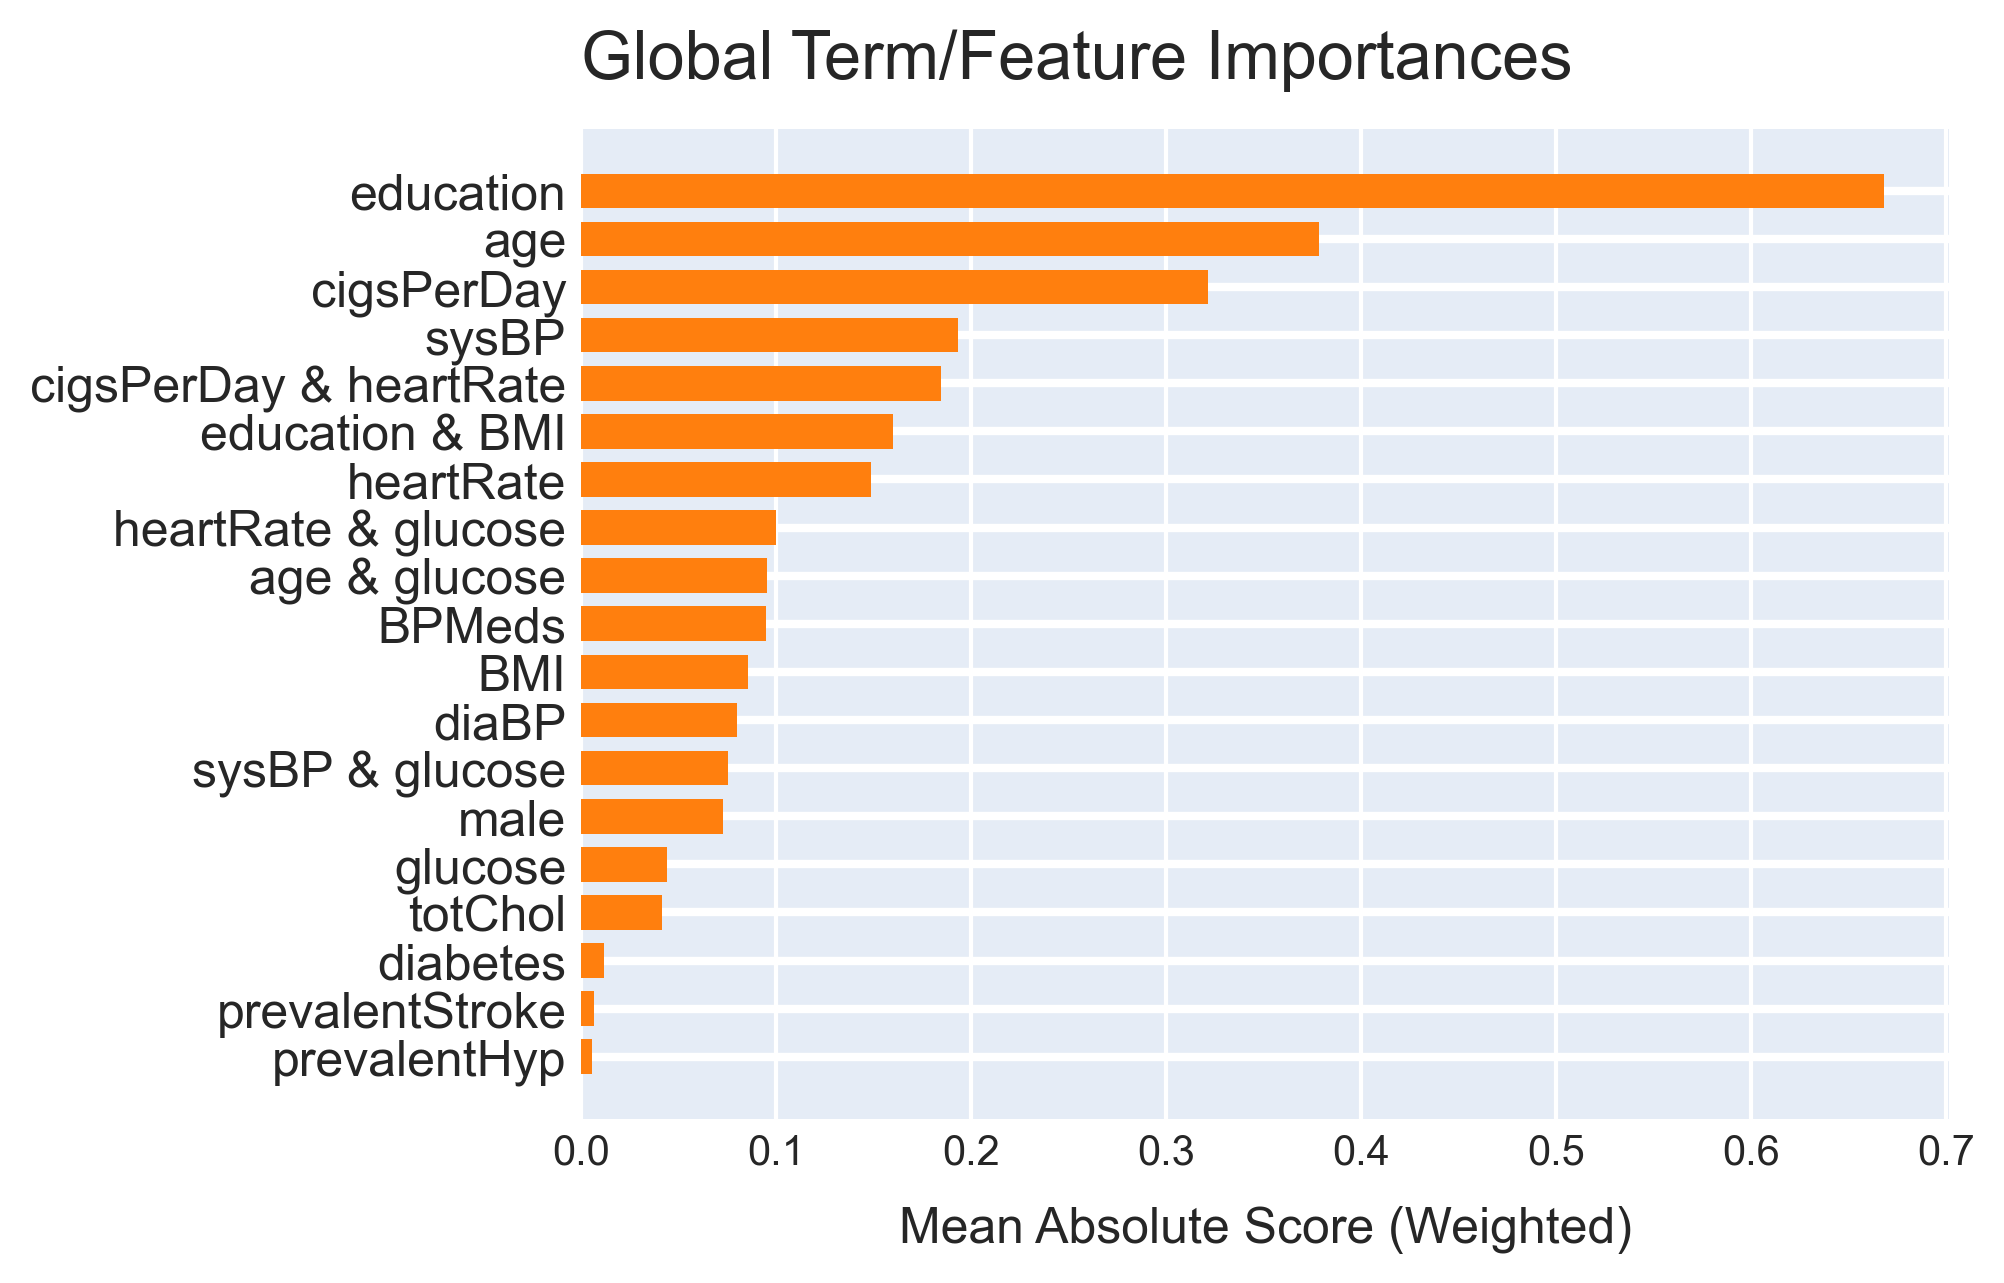 Global Term/Feature Importances
education
age
cigsPerDay
sysBP
cigsPerDay & heartRate
education & BMI
heartRate
heartRate & glucose
age & glucose
BPMeds
BMI
diaBP
sysBP & glucose
male
glucose
totChol
diabetes
prevalentStroke
prevalentHyp
0.0 0.1 0.2 0.3 0.4 0.5 0.6 0.7
Mean Absolute Score (Weighted)